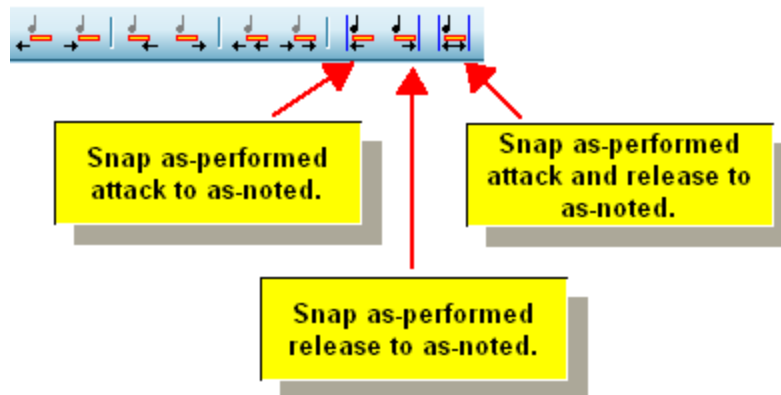 Snap as-performed
attack to as-noted.
Snap as-performed
attack and release to
as-noted.
Snap as-performed
release to as-noted.